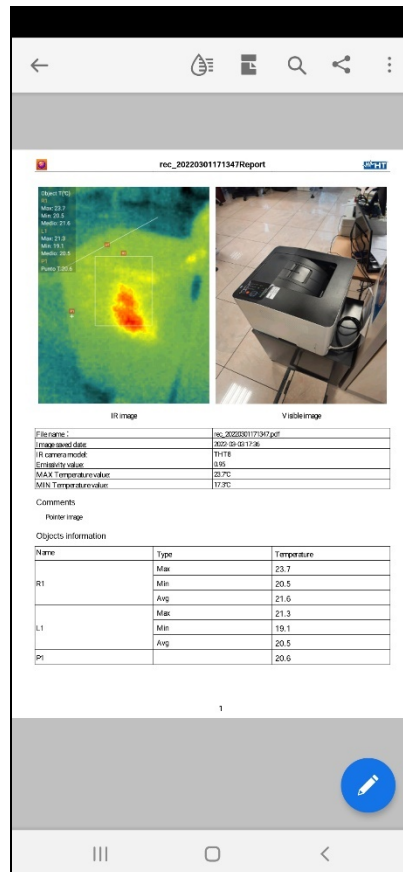 rec_20220301171347Report
HT
Object T(ºC)
R1
Max: 23.7
Min: 20.5
Medio: 21.6
L1
Max: 21.3
Min: 19.1
Medio: 20.5
P1
Punto 1:20.6
IR image
Visible image
File name :
rec_20220301171347.pdf
Image saved date:
2022-03-03 17:36
IR camera model:
THT8
Emissivity value:
0.95
MAX Temperature value:
23.7℃
MIN Temperature value:
17.3℃
Comments
Pointer image
Objects information
Name Type Temperature
R1
Max 23.7
Min 20.5
Avg 21.6
L1
Max 21.3
Min 19.1
Avg 20.5
P1 20.6
1